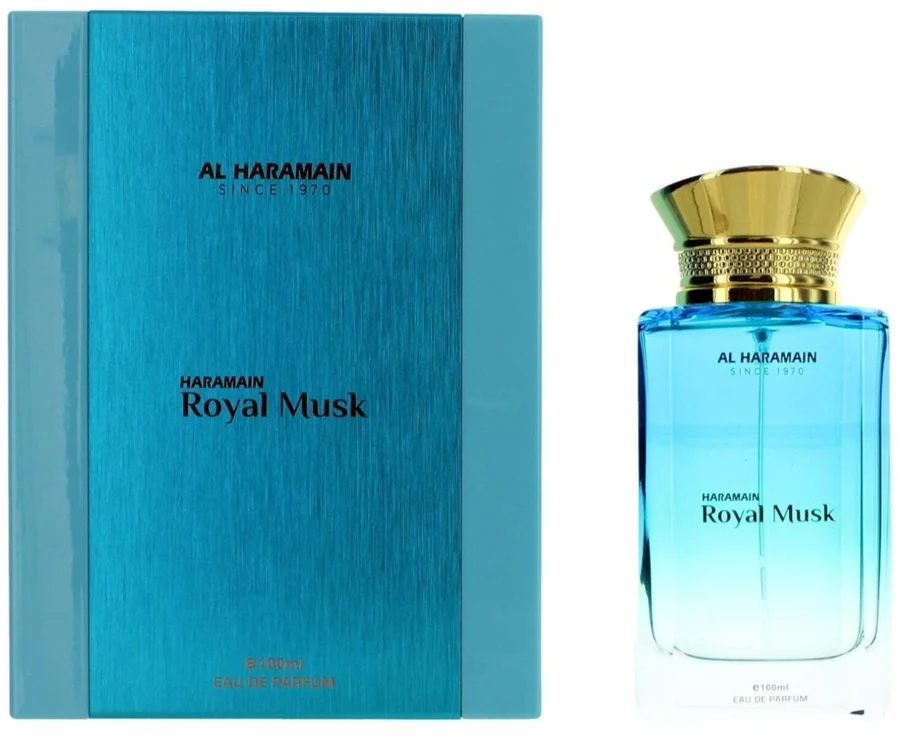 AL HARAMAIN
SINCE 1970
HARAMAIN
Royal Musk
℮100ml
EAU DE PARFUM
AL HARAMAIN
SINCE 1970
HARAMAIN
Royal Musk
℮100ml
EAU DE PARFUM